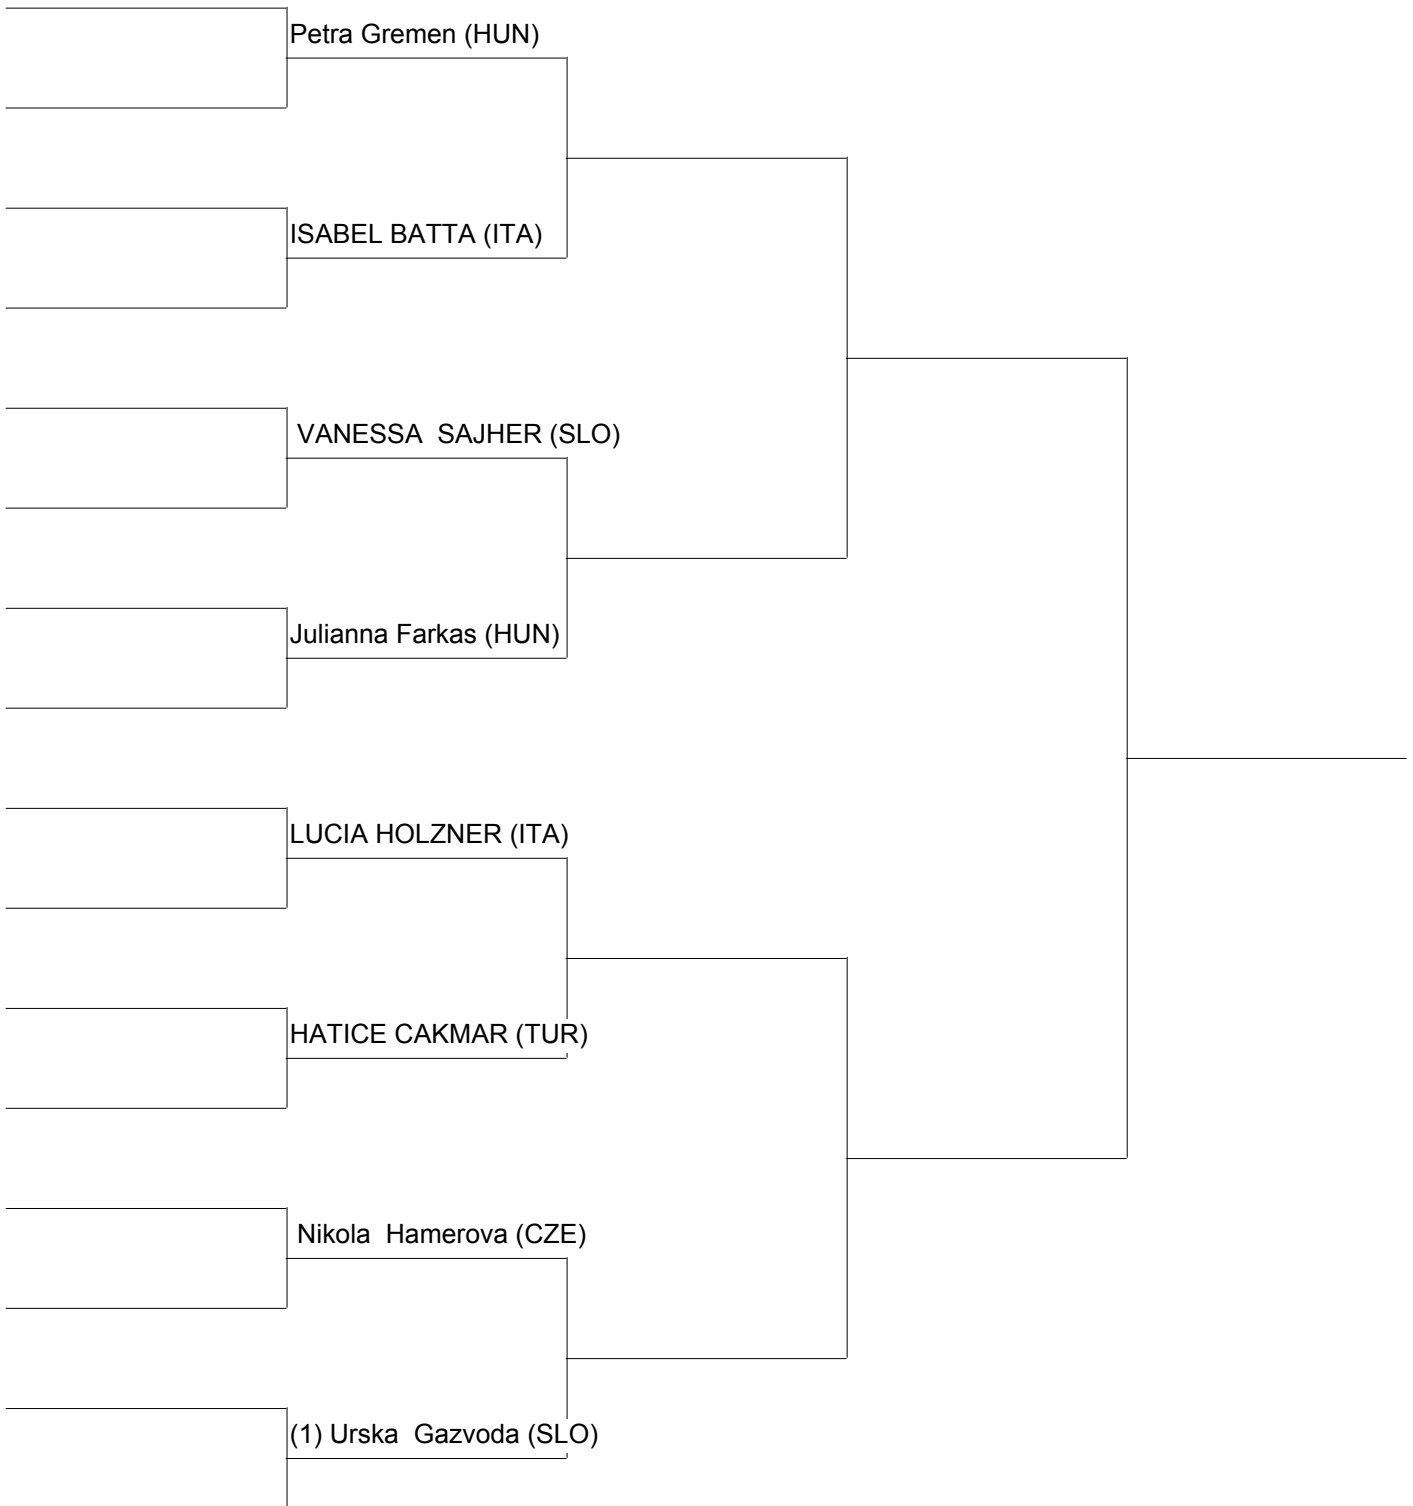 Petra Gremen (HUN)
ISABEL BATTA (ITA)
VANESSA  SAJHER (SLO)
Julianna Farkas (HUN)
LUCIA HOLZNER (ITA)
HATICE CAKMAR (TUR)
Nikola  Hamerova (CZE)
(1) Urska  Gazvoda (SLO)